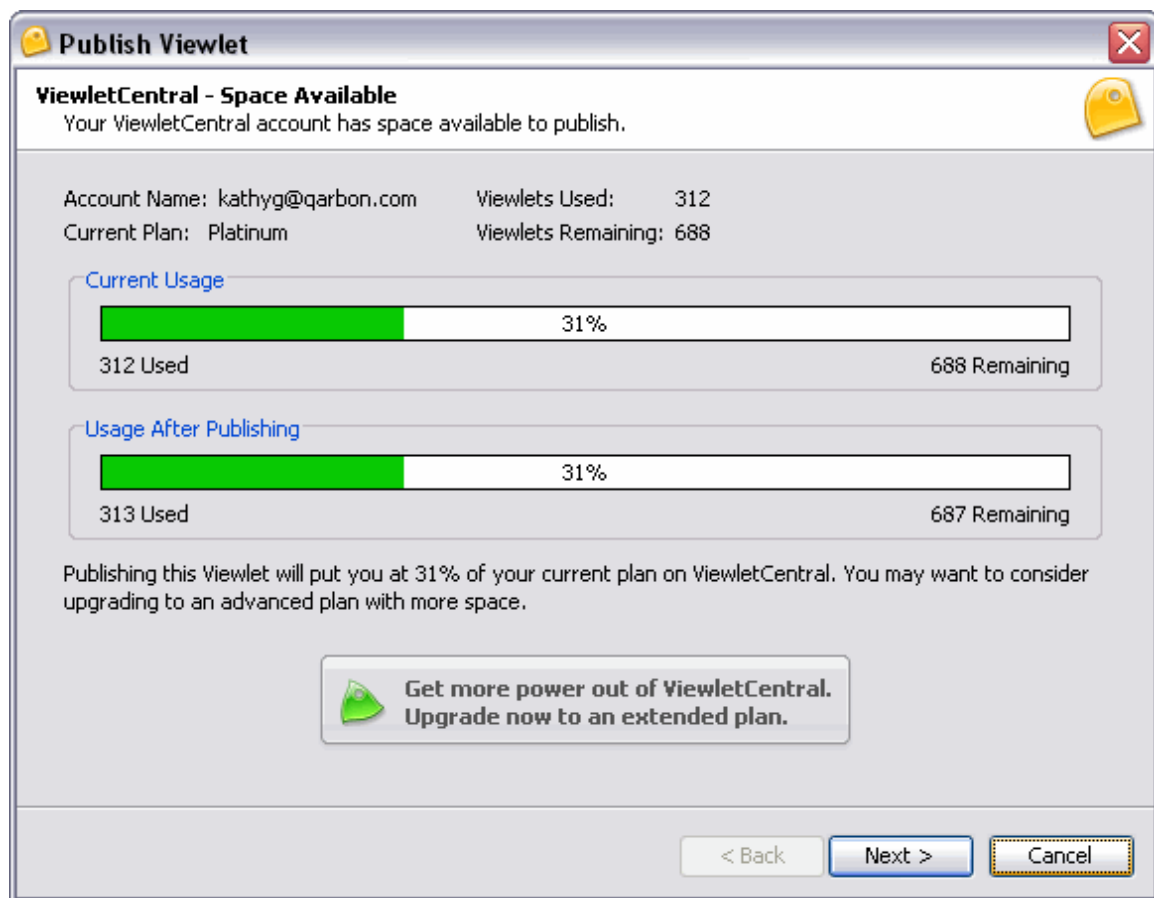 Publish Viewlet
ViewletCentral - Space Available
Your ViewletCentral account has space available to publish.
Account Name: kathyg@qarbon.com Viewlets Used: 312
Current Plan: Platinum Viewlets Remaining: 688
Current Usage
31%
312 Used 688 Remaining
Usage After Publishing
31%
313 Used 687 Remaining
Publishing this Viewlet will put you at 31% of your current plan on ViewletCentral. You may want to consider
upgrading to an advanced plan with more space.
Get more power out of ViewletCentral.
Upgrade now to an extended plan.
< Back Next > Cancel